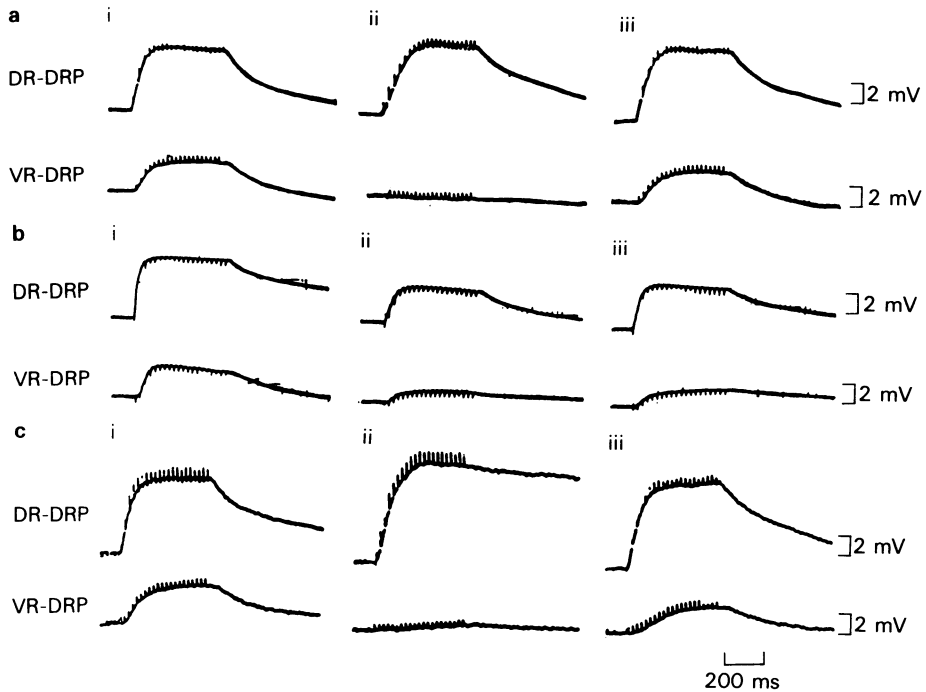 a i ii iii
DR-DRP 2 mV
VR-DRP 2 mV
b i ii iii
DR-DRP 2 mV
VR-DRP 2 mV
c i ii iii
DR-DRP 2 mV
VR-DRP 2 mV
200 ms